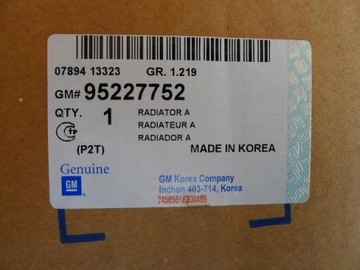 07894 13323 GR. 1.219
GM# 95227752
QTY. 1 RADIATOR A
RADIATEUR A
RADIADOR A
(P2T) MADE IN KOREA
Genuine
GM
GM Korea Company
Inchon 403-714, Korea